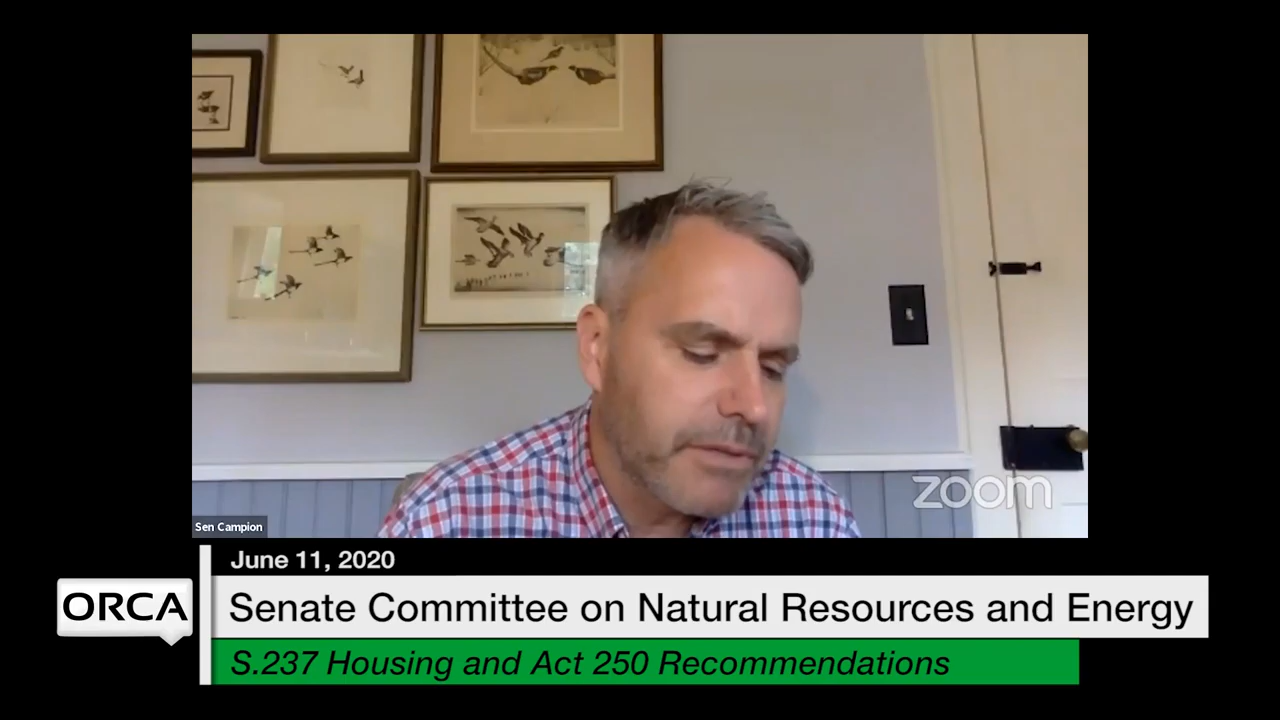 zoom
Sen Campion
June 11, 2020
ORCA
Senate Committee on Natural Resources and Energy
S.237 Housing and Act 250 Recommendations